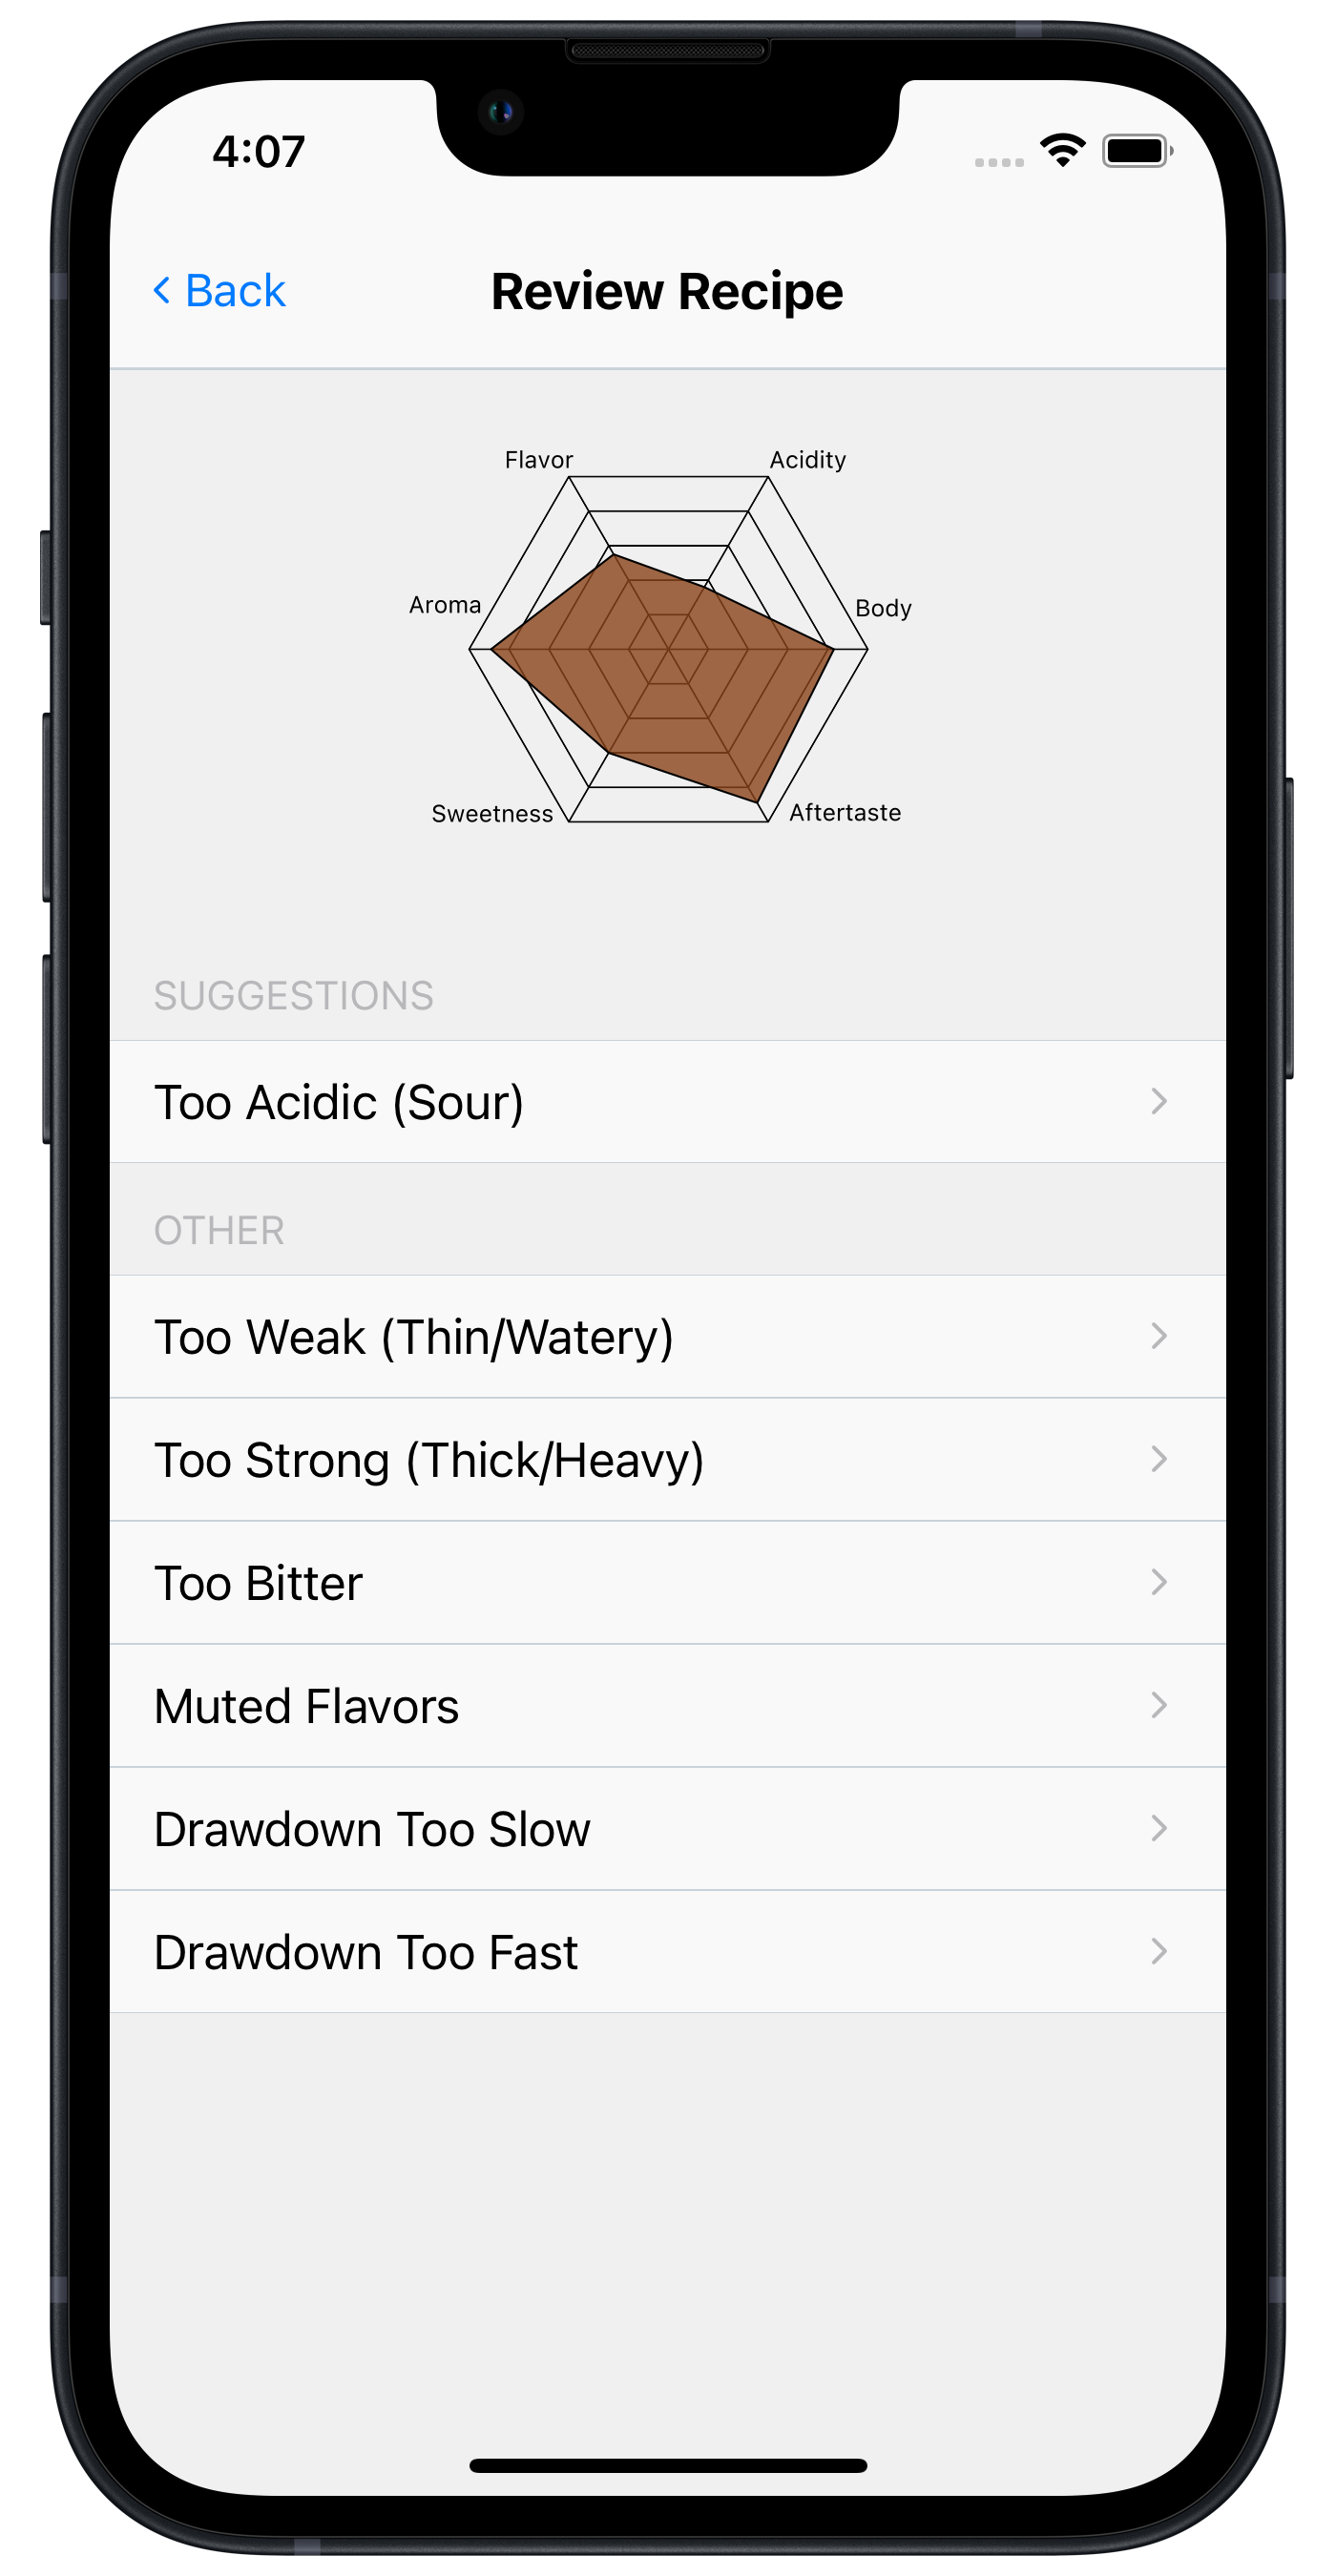 4:07
Back
Review Recipe
Flavor
Acidity
Aroma
Body
Sweetness
Aftertaste
SUGGESTIONS
Too Acidic (Sour)
OTHER
Too Weak (Thin/Watery)
Too Strong (Thick/Heavy)
Too Bitter
Muted Flavors
Drawdown Too Slow
Drawdown Too Fast